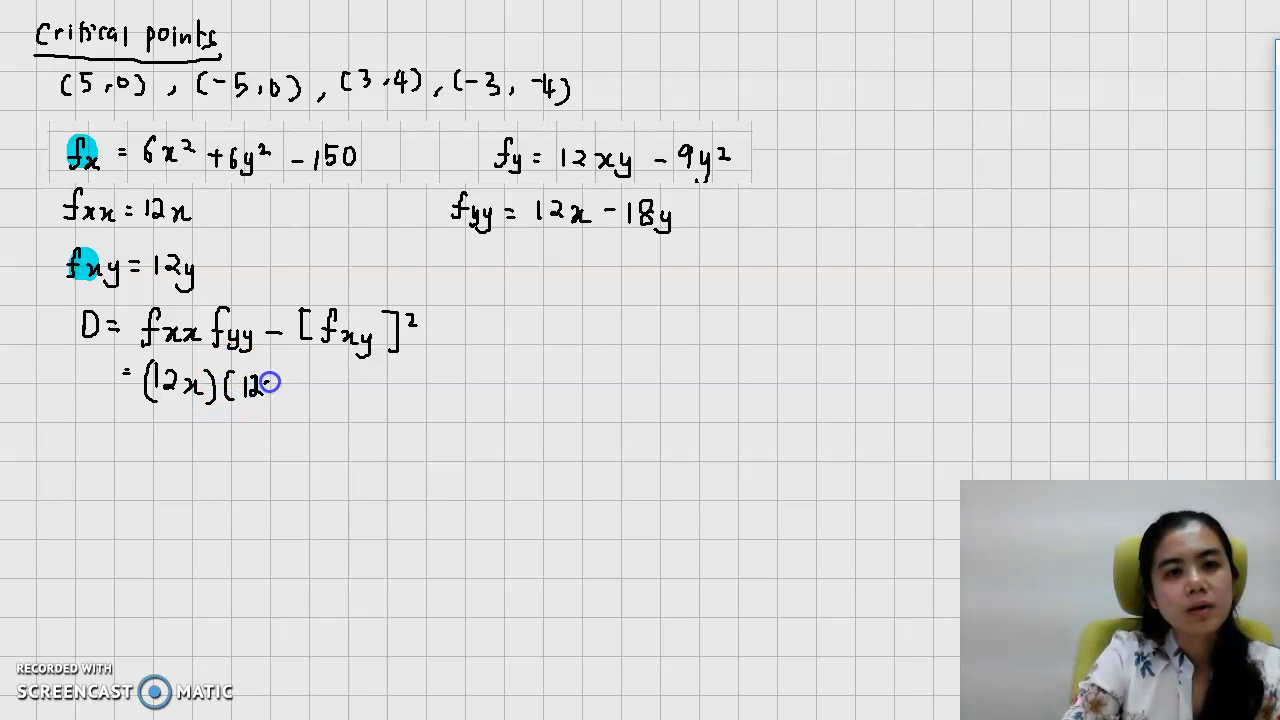 Critical points
(5,0), (-5,0), (3,4), (-3, -4)
fx = 6x² + 6y² - 150 fy = 12xy - 9y²
fxx = 12x fyy = 12x - 18y
fxy = 12y
D = fxx fyy - [fxy]²
= (12x)(12
RECORDED WITH
SCREENCAST MATIC